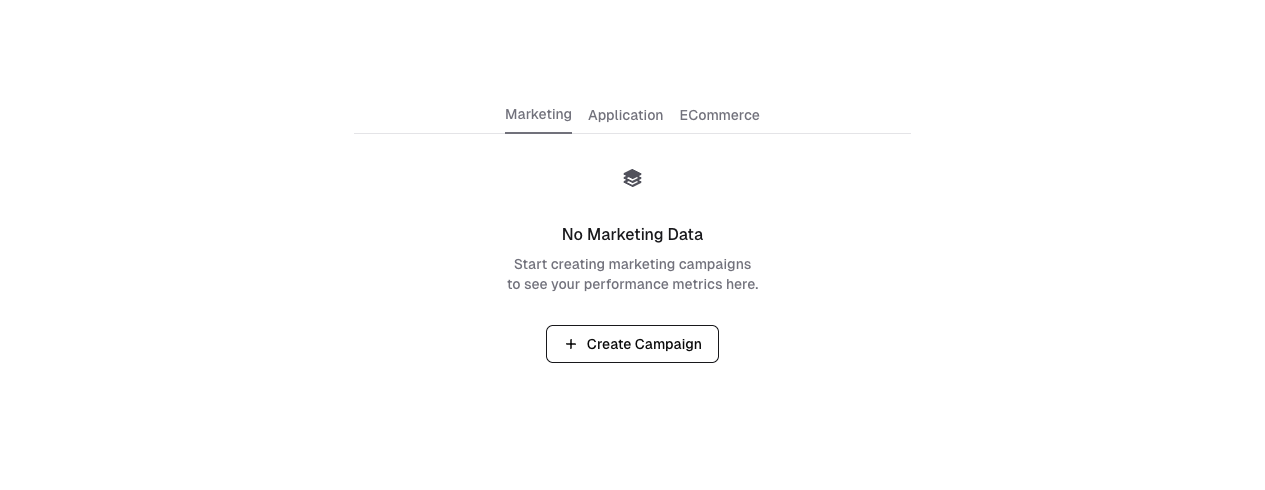 Marketing Application ECommerce
No Marketing Data
Start creating marketing campaigns
to see your performance metrics here.
Create Campaign